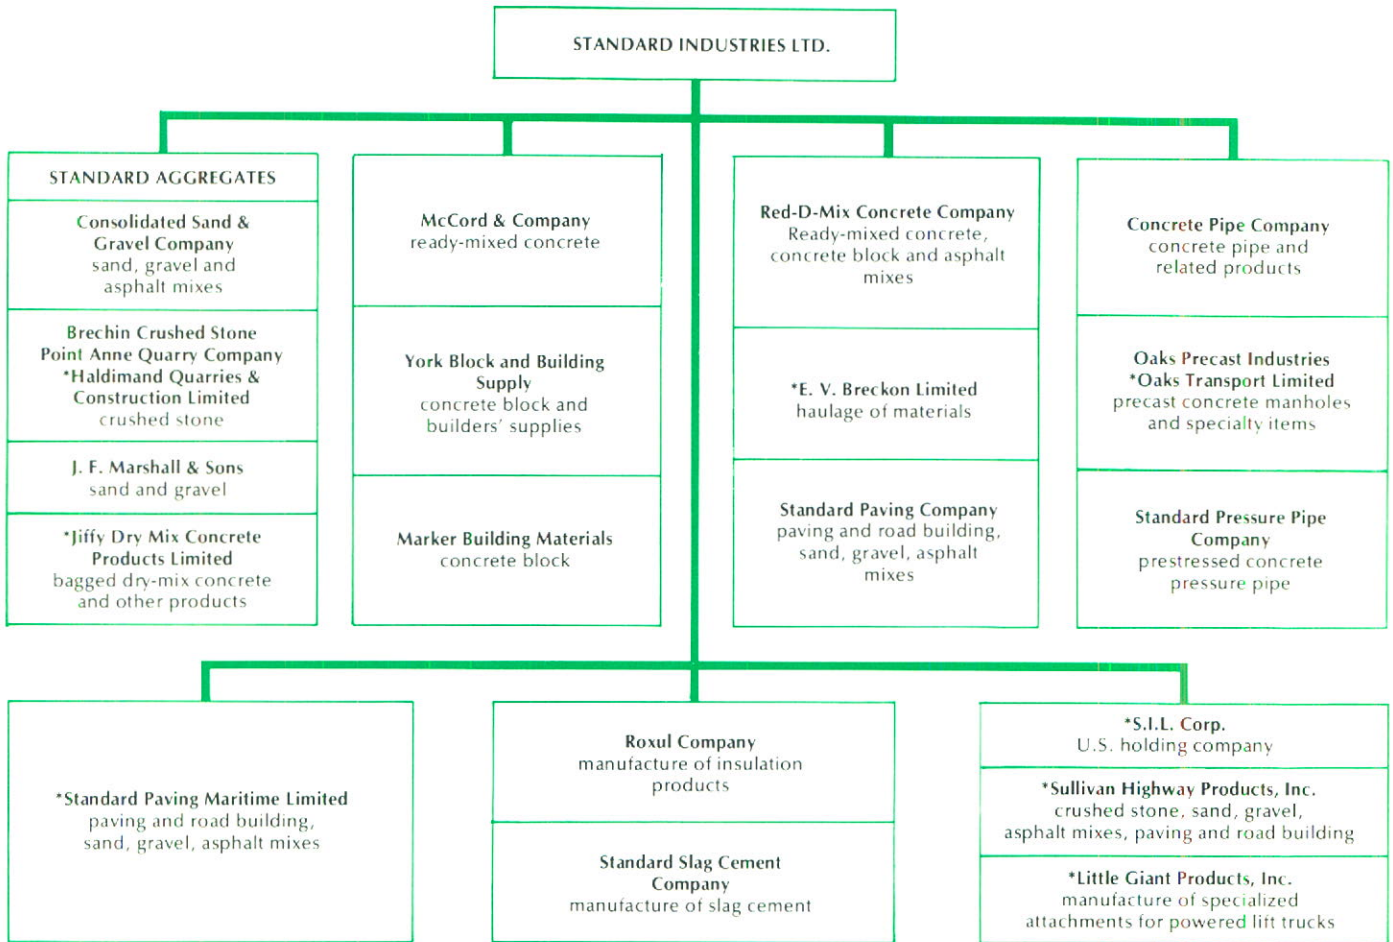 STANDARD INDUSTRIES LTD.
STANDARD AGGREGATES
Consolidated Sand &
Gravel Company
sand, gravel and
asphalt mixes
Brechin Crushed Stone
Point Anne Quarry Company
*Haldimand Quarries &
Construction Limited
crushed stone
J. F. Marshall & Sons
sand and gravel
*Jiffy Dry Mix Concrete
Products Limited
bagged dry-mix concrete
and other products
McCord & Company
ready-mixed concrete
York Block and Building
Supply
concrete block and
builders' supplies
Marker Building Materials
concrete block
Red-D-Mix Concrete Company
Ready-mixed concrete,
concrete block and asphalt
mixes
*E. V. Breckon Limited
haulage of materials
Standard Paving Company
paving and road building,
sand, gravel, asphalt
mixes
Concrete Pipe Company
concrete pipe and
related products
Oaks Precast Industries
*Oaks Transport Limited
precast concrete manholes
and specialty items
Standard Pressure Pipe
Company
prestressed concrete
pressure pipe
*Standard Paving Maritime Limited
paving and road building,
sand, gravel, asphalt mixes
Roxul Company
manufacture of insulation
products
Standard Slag Cement
Company
manufacture of slag cement
*S.I.L. Corp.
U.S. holding company
*Sullivan Highway Products, Inc.
crushed stone, sand, gravel,
asphalt mixes, paving and road building
*Little Giant Products, Inc.
manufacture of specialized
attachments for powered lift trucks